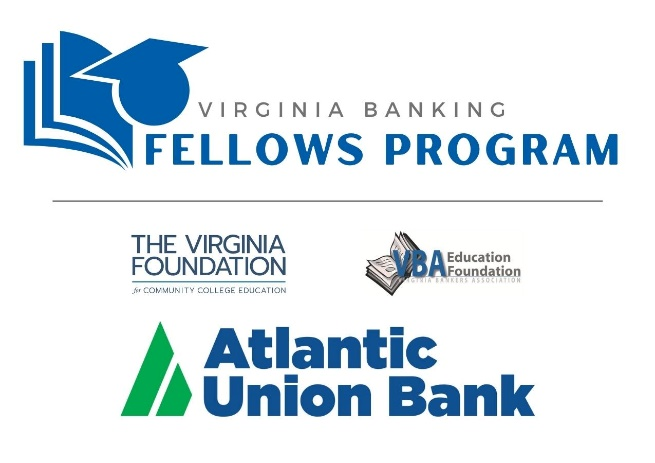 VIRGINIA BANKING
FELLOWS PROGRAM
THE VIRGINIA
FOUNDATION
for COMMUNITY COLLEGE EDUCATION
VBA Education
Foundation
VIRGINIA BANKERS ASSOCIATION
Atlantic
Union Bank